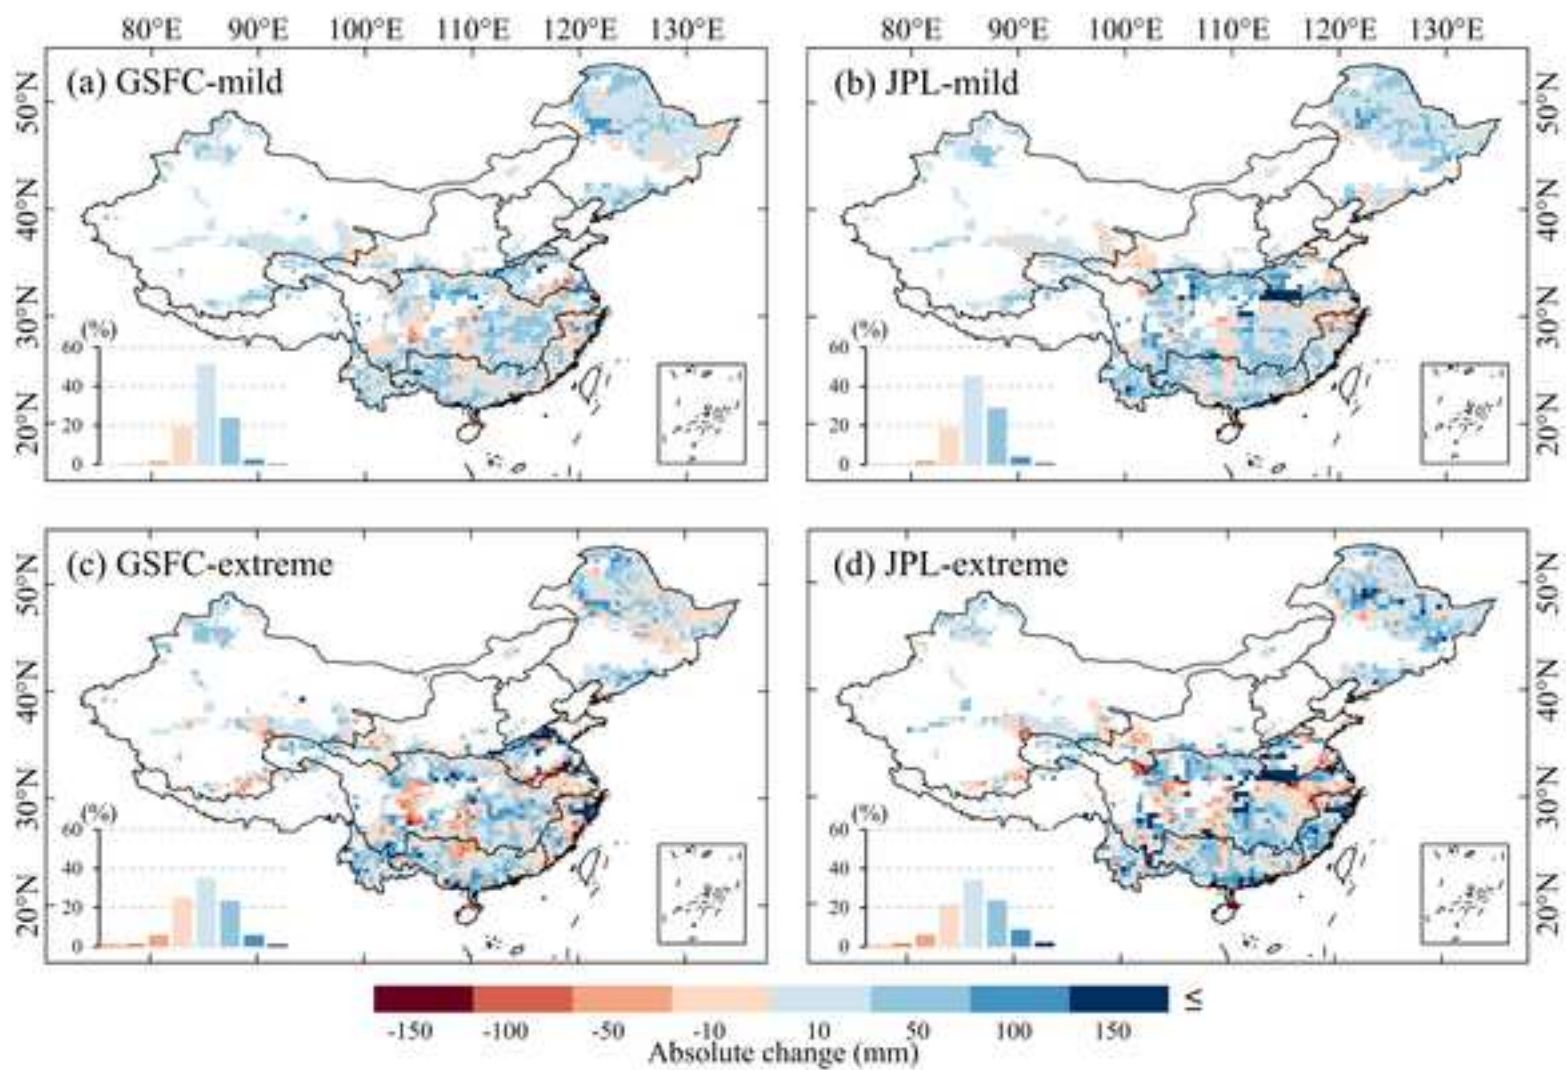 80°E 90°E 100°E 110°E 120°E 130°E 80°E 90°E 100°E 110°E 120°E 130°E
(a) GSFC-mild (b) JPL-mild
50°N 50°N
40°N 40°N
30°N 30°N
20°N 20°N
(%) (%)
60 60
40 40
20 20
0 0
(c) GSFC-extreme (d) JPL-extreme
50°N 50°N
40°N 40°N
30°N 30°N
20°N 20°N
(%) (%)
60 60
40 40
20 20
0 0
≤
-150 -100 -50 -10 10 50 100 150
Absolute change (mm)